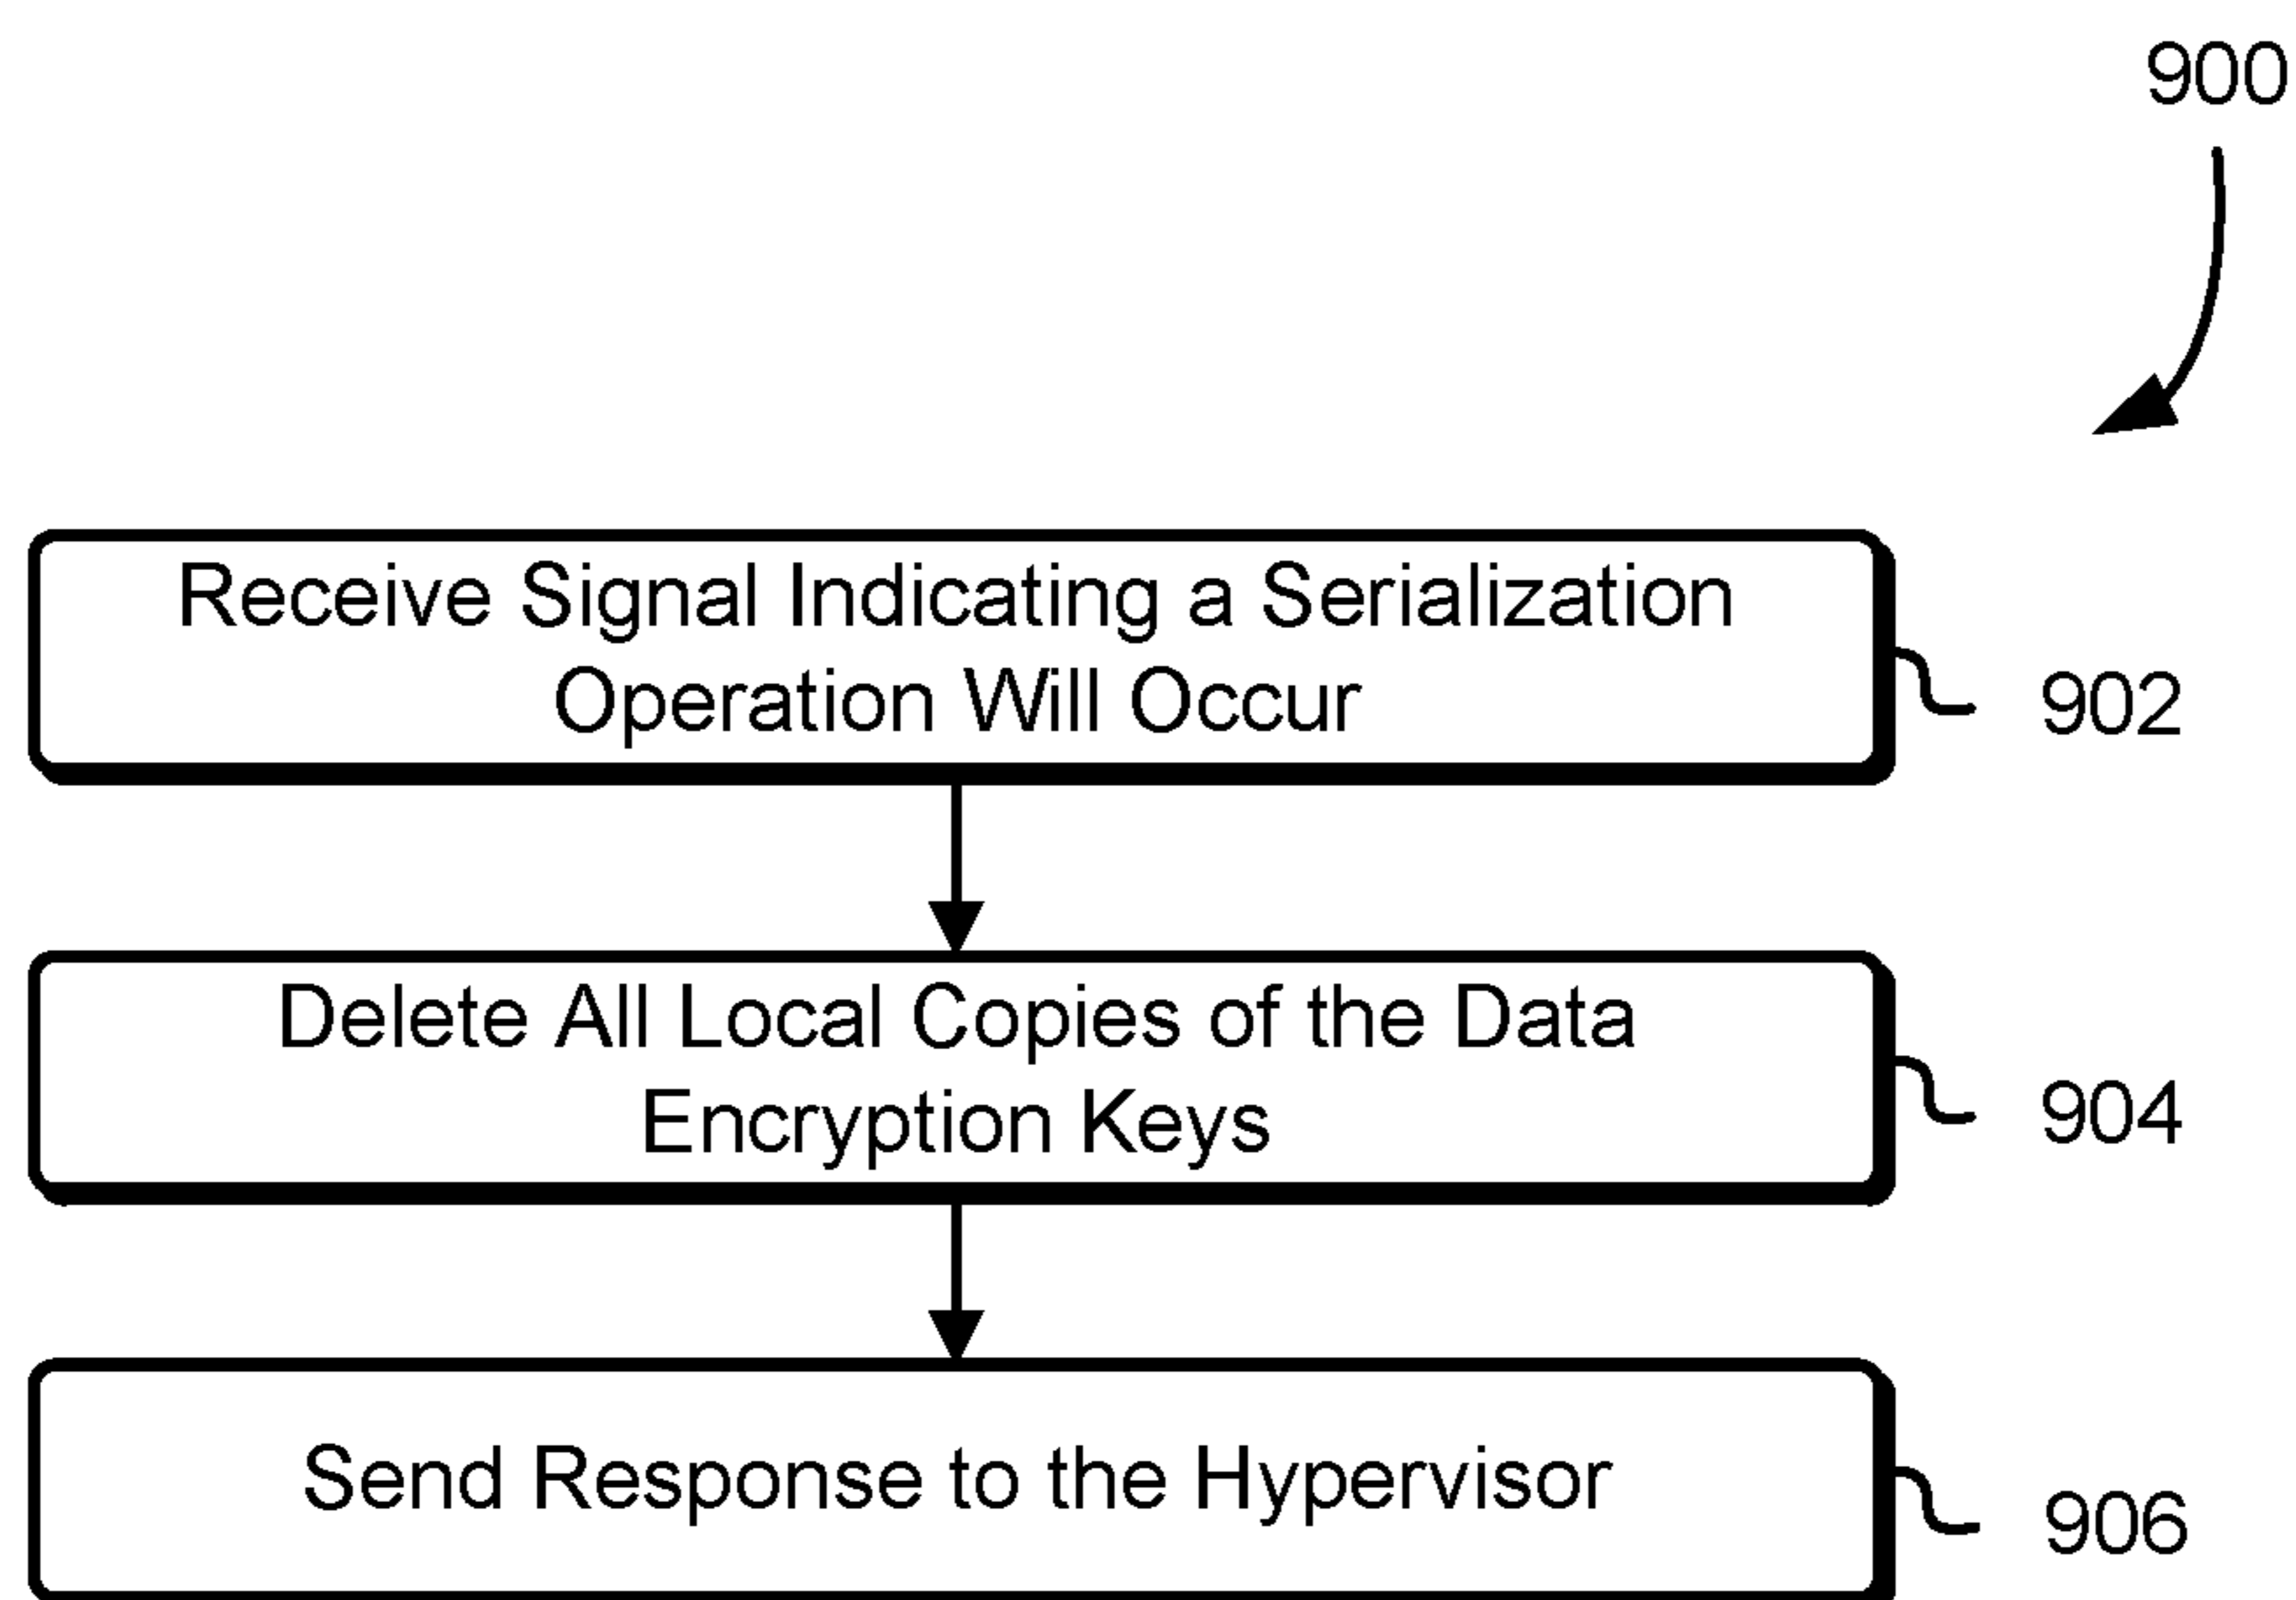 900
Receive Signal Indicating a Serialization
Operation Will Occur
902
Delete All Local Copies of the Data
Encryption Keys
904
Send Response to the Hypervisor
906